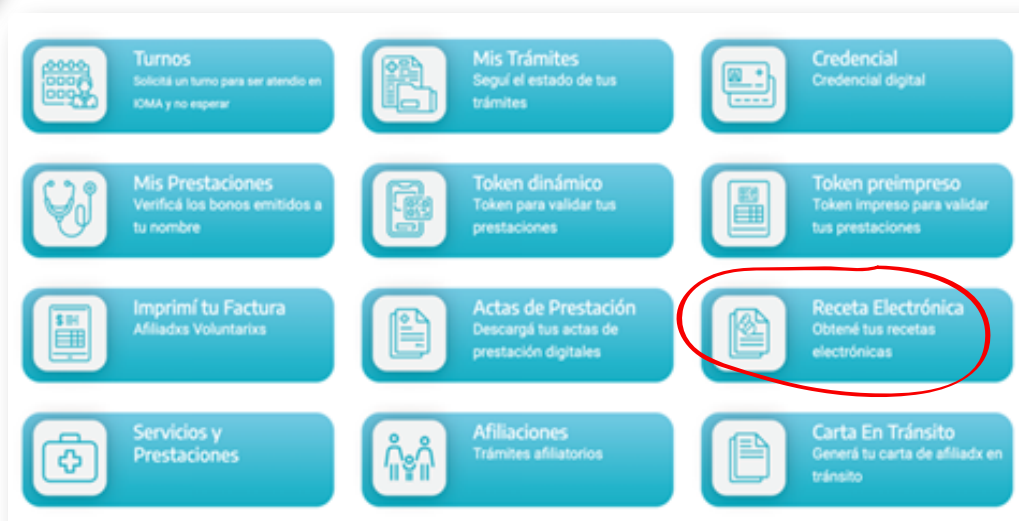 Turnos
Solicitá un turno para ser atendio en
IOMA y no esperar
Mis Trámites
Seguí el estado de tus
trámites
Credencial
Credencial digital
Mis Prestaciones
Verificá los bonos emitidos a
tu nombre
Token dinámico
Token para validar tus
prestaciones
Token preimpreso
Token impreso para validar
tus prestaciones
Imprimí tu Factura
Afiliadxs Voluntarixs
Actas de Prestación
Descargá tus actas de
prestación digitales
Receta Electrónica
Obtené tus recetas
electrónicas
Servicios y
Prestaciones
Afiliaciones
Trámites afiliatorios
Carta En Tránsito
Generá tu carta de afiliadx en
tránsito